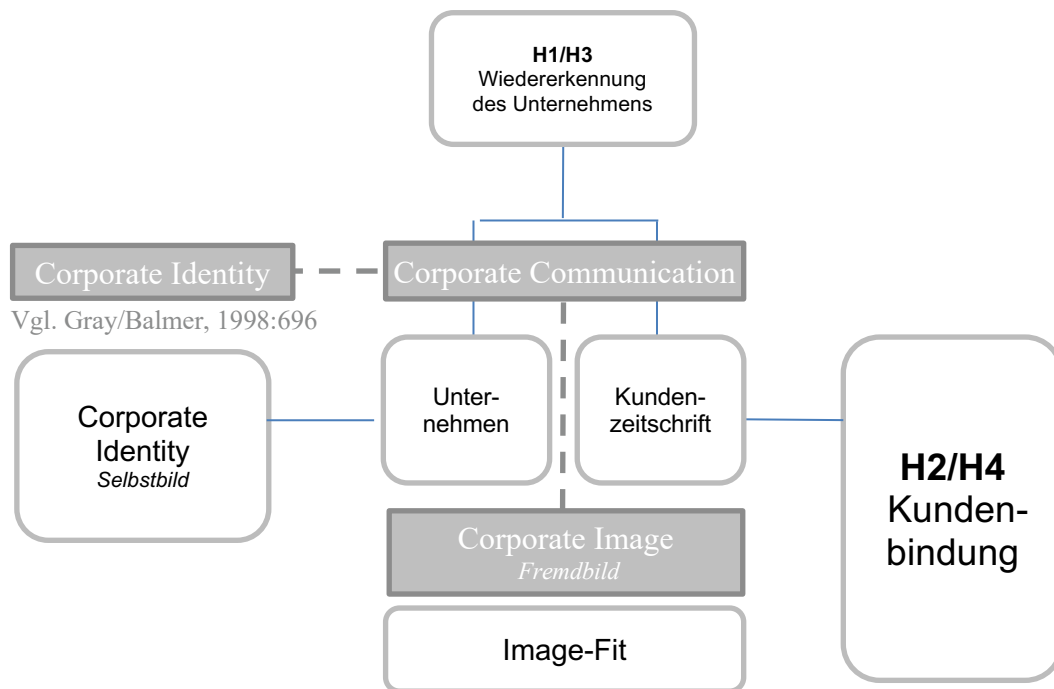 H1/H3
Wiedererkennung
des Unternehmens
Corporate Identity
Corporate Communication
Vgl. Gray/Balmer, 1998:696
Corporate
Identity
Selbstbild
Unter-
nehmen
Kunden-
zeitschrift
H2/H4
Kunden-
bindung
Corporate Image
Fremdbild
Image-Fit